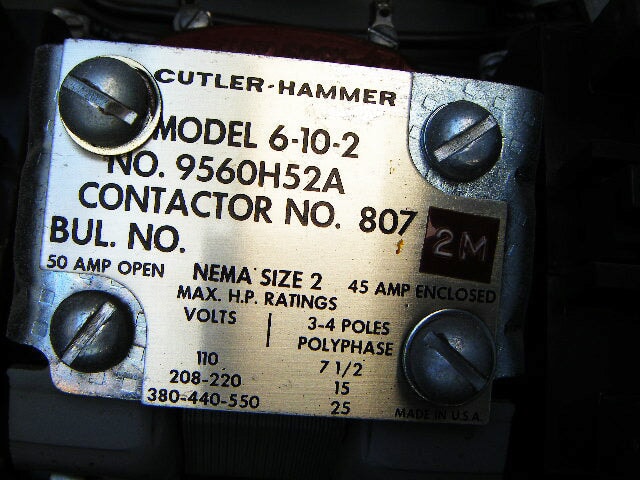 CUTLER-HAMMER
MODEL 6-10-2
NO. 9560H52A
CONTACTOR NO. 807
2M
BUL. NO.
50 AMP OPEN NEMA SIZE 2 45 AMP ENCLOSED
MAX. H.P. RATINGS
VOLTS 3-4 POLES
POLYPHASE
110 7 1/2
208-220 15
380-440-550 25
MADE IN U.S.A.